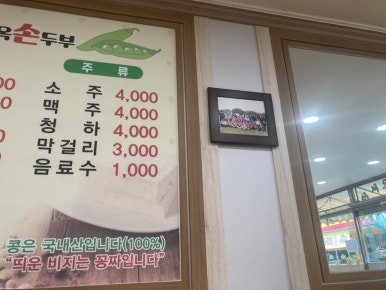 손두부
주 류
소 주 4,000
맥 주 4,000
청 하 4,000
막걸리 3,000
음료수 1,000
콩은 국내산입니다(100%)
"띄운 비지는 공짜입니다"